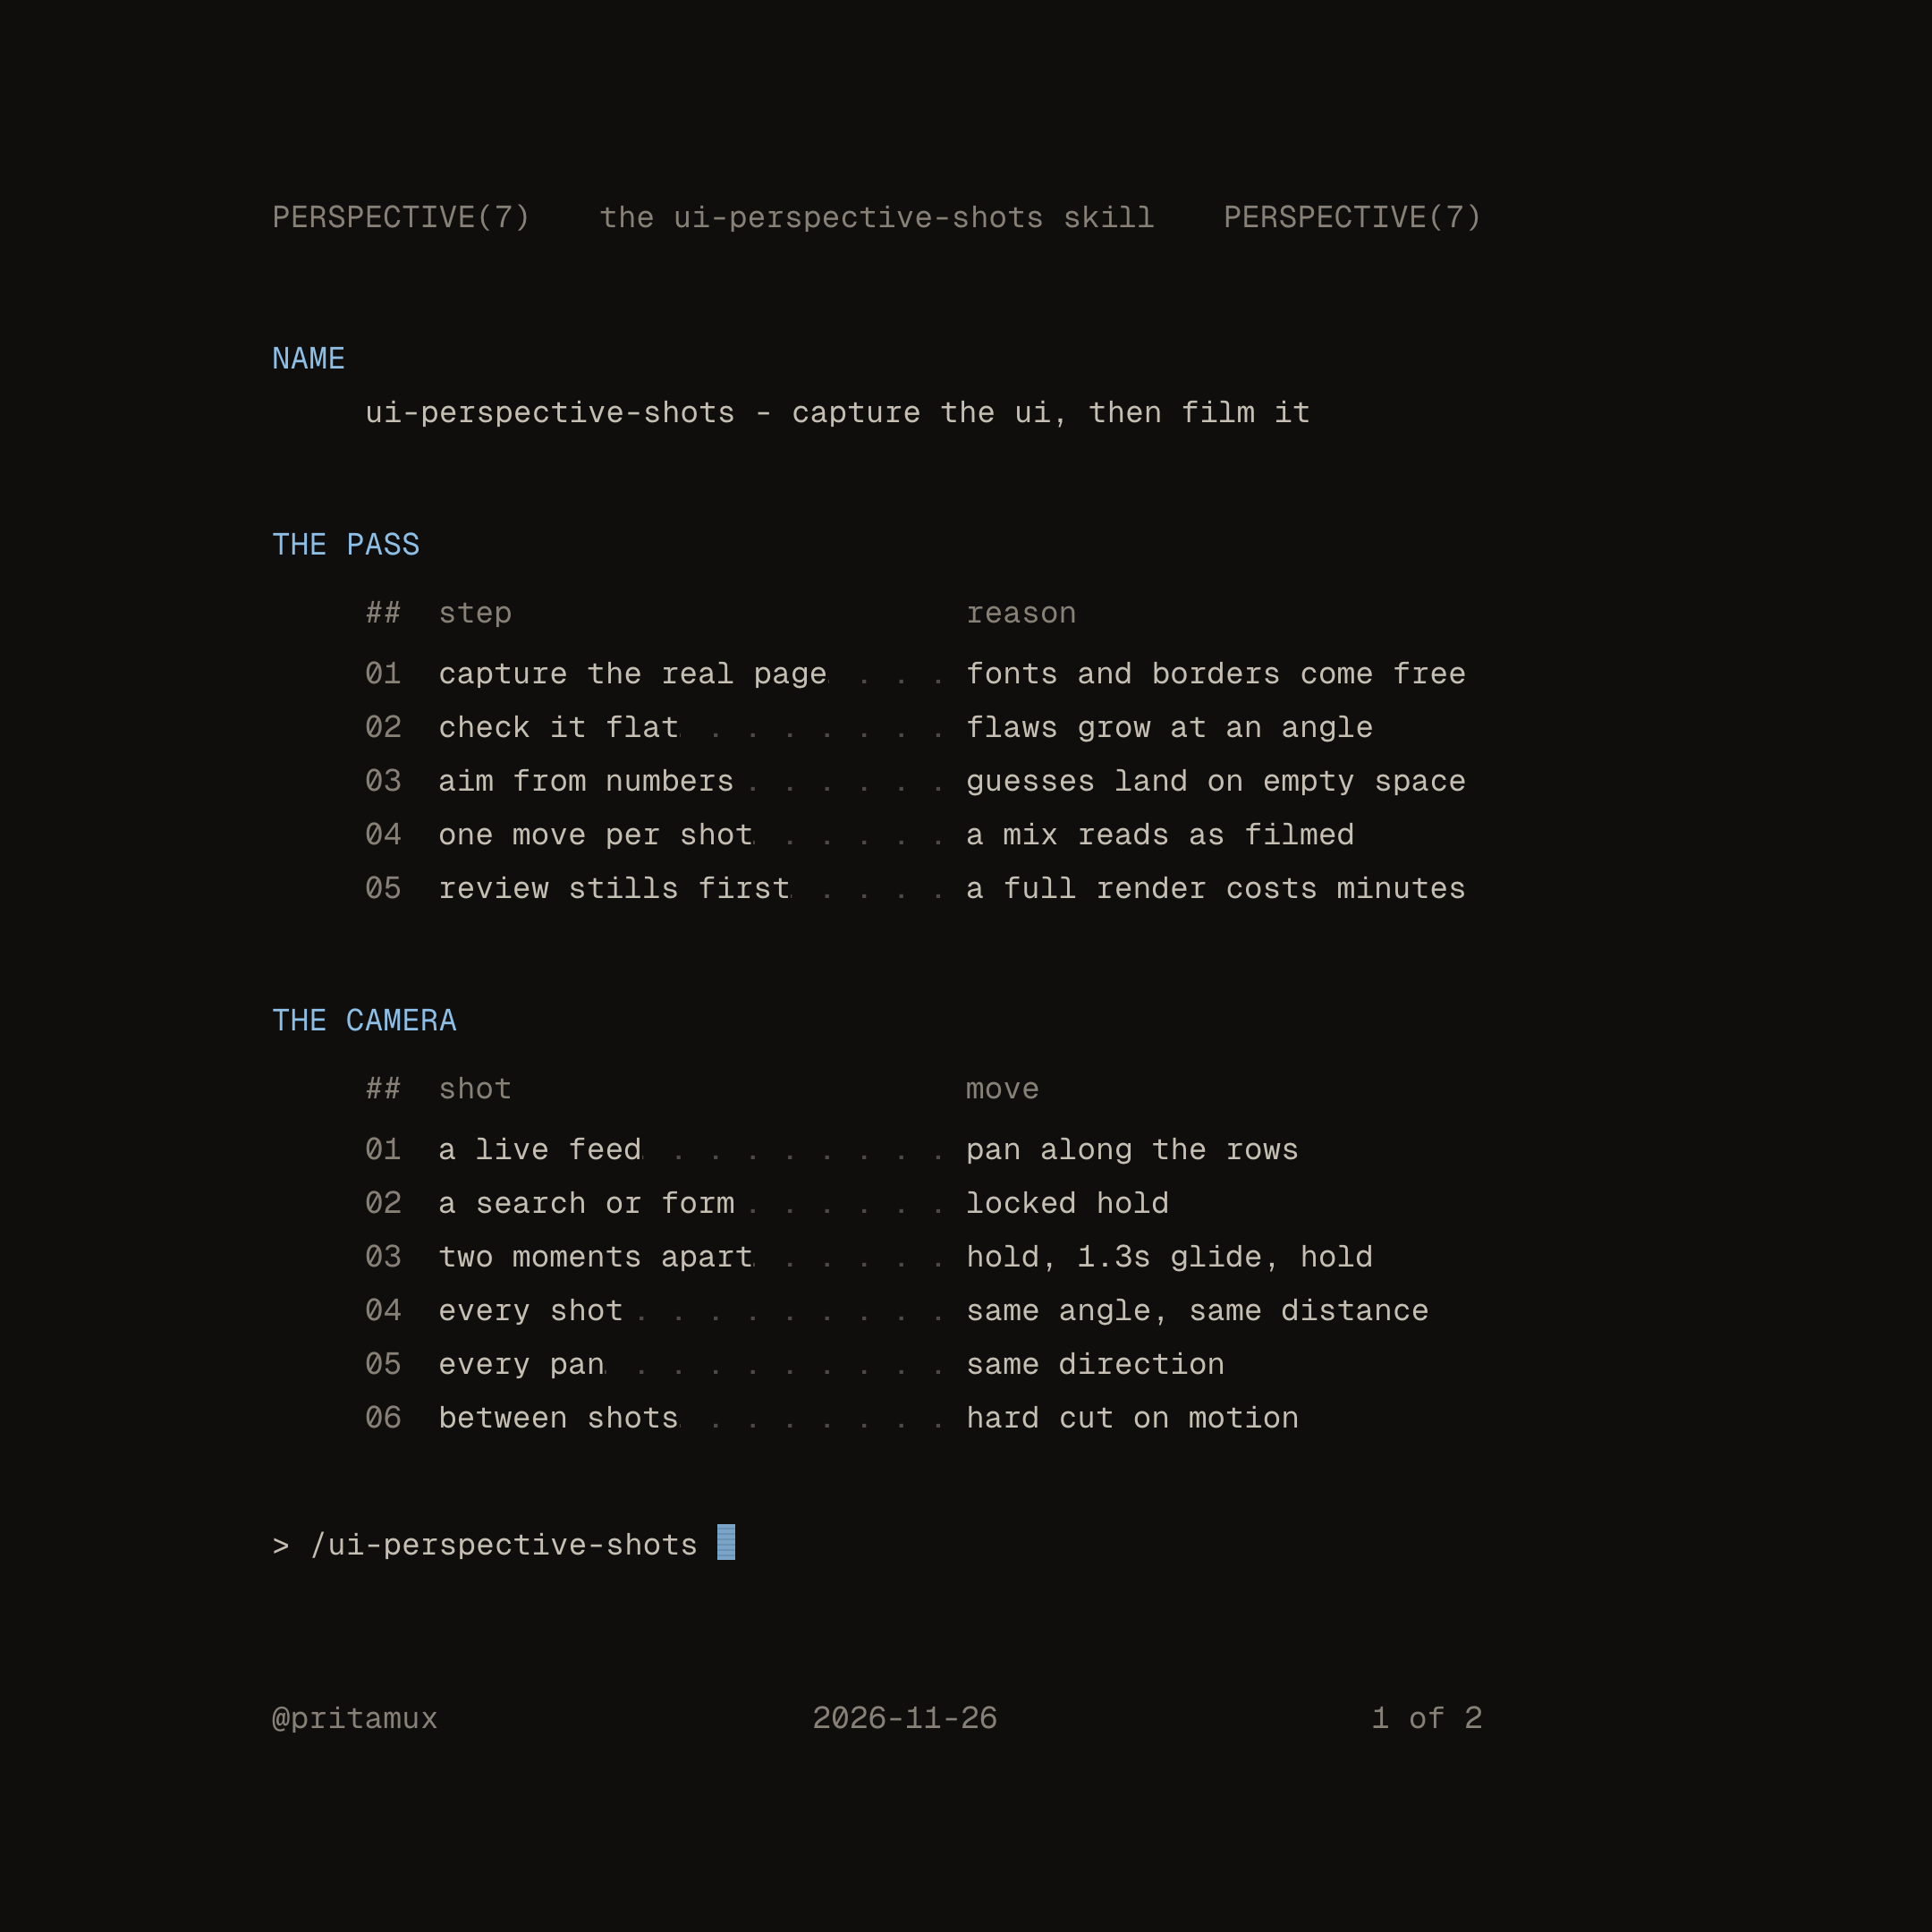 PERSPECTIVE(7) the ui-perspective-shots skill PERSPECTIVE(7)
NAME
ui-perspective-shots - capture the ui, then film it
THE PASS
## step reason
01 capture the real page . . . . fonts and borders come free
02 check it flat . . . . . . . . flaws grow at an angle
03 aim from numbers . . . . . . guesses land on empty space
04 one move per shot . . . . . . a mix reads as filmed
05 review stills first . . . . . a full render costs minutes
THE CAMERA
## shot move
01 a live feed . . . . . . . . . pan along the rows
02 a search or form . . . . . . locked hold
03 two moments apart . . . . . . hold, 1.3s glide, hold
04 every shot . . . . . . . . . same angle, same distance
05 every pan . . . . . . . . . . same direction
06 between shots . . . . . . . . hard cut on motion
> /ui-perspective-shots
@pritamux 2026-11-26 1 of 2